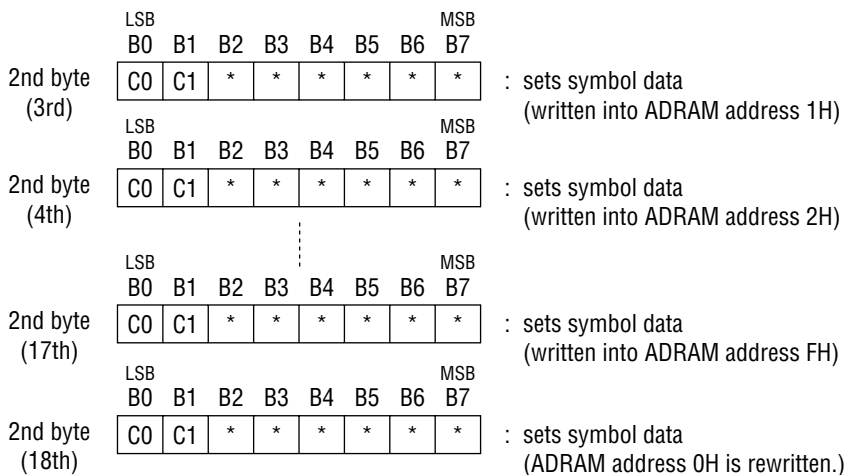 LSB MSB
B0 B1 B2 B3 B4 B5 B6 B7
2nd byte C0 C1 * * * * * * : sets symbol data
(3rd) (written into ADRAM address 1H)
LSB MSB
B0 B1 B2 B3 B4 B5 B6 B7
2nd byte C0 C1 * * * * * * : sets symbol data
(4th) (written into ADRAM address 2H)
LSB MSB
B0 B1 B2 B3 B4 B5 B6 B7
2nd byte C0 C1 * * * * * * : sets symbol data
(17th) (written into ADRAM address FH)
LSB MSB
B0 B1 B2 B3 B4 B5 B6 B7
2nd byte C0 C1 * * * * * * : sets symbol data
(18th) (ADRAM address 0H is rewritten.)